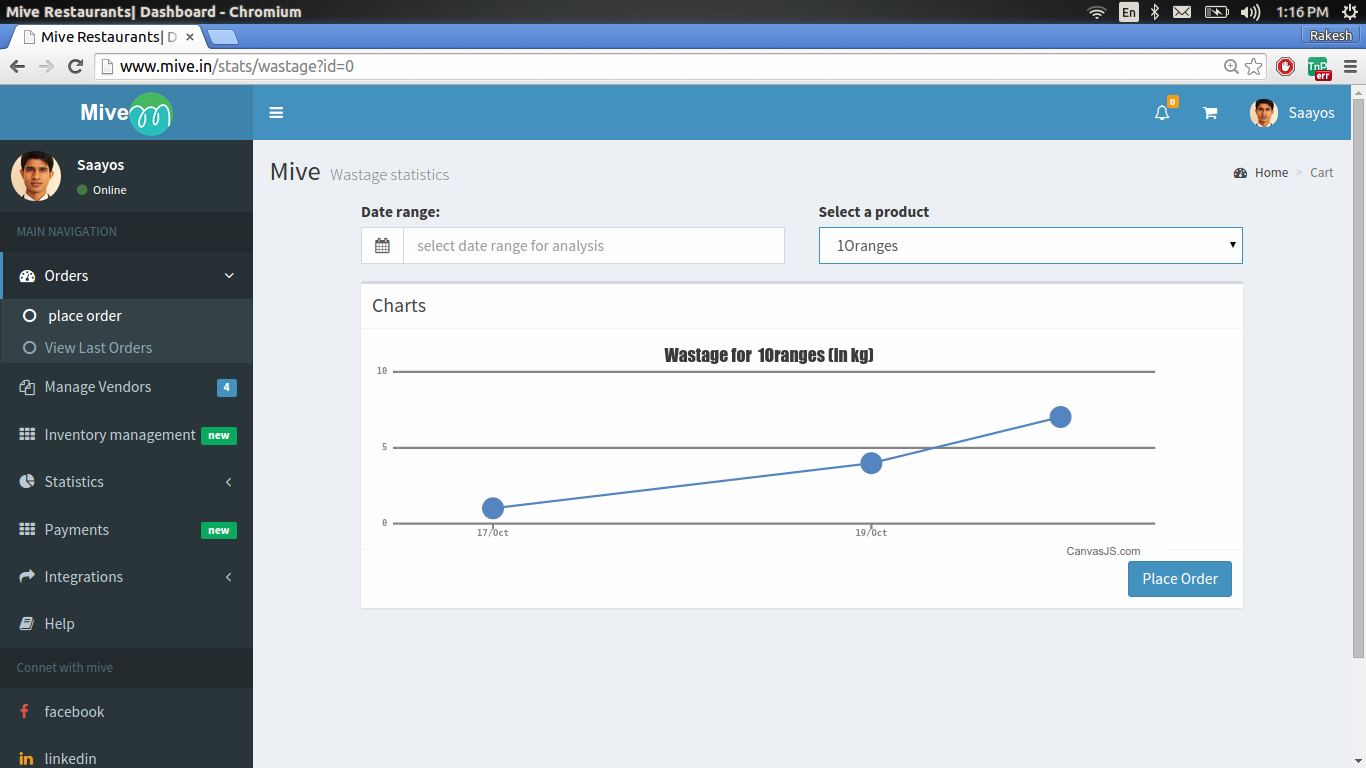 Mive Restaurants| Dashboard - Chromium
En
1:16 PM
Mive Restaurants| D
Rakesh
www.mive.in/stats/wastage?id=0
TnP
err
Mive
0
Saayos
Saayos
Online
MAIN NAVIGATION
Orders
place order
View Last Orders
Manage Vendors 4
Inventory management new
Statistics
Payments new
Integrations
Help
Connet with mive
facebook
linkedin
Mive Wastage statistics
Home > Cart
Date range:
select date range for analysis
Select a product
1Oranges
Charts
Wastage for 1Oranges (in kg)
10
5
0
17/Oct
19/Oct
CanvasJS.com
Place Order